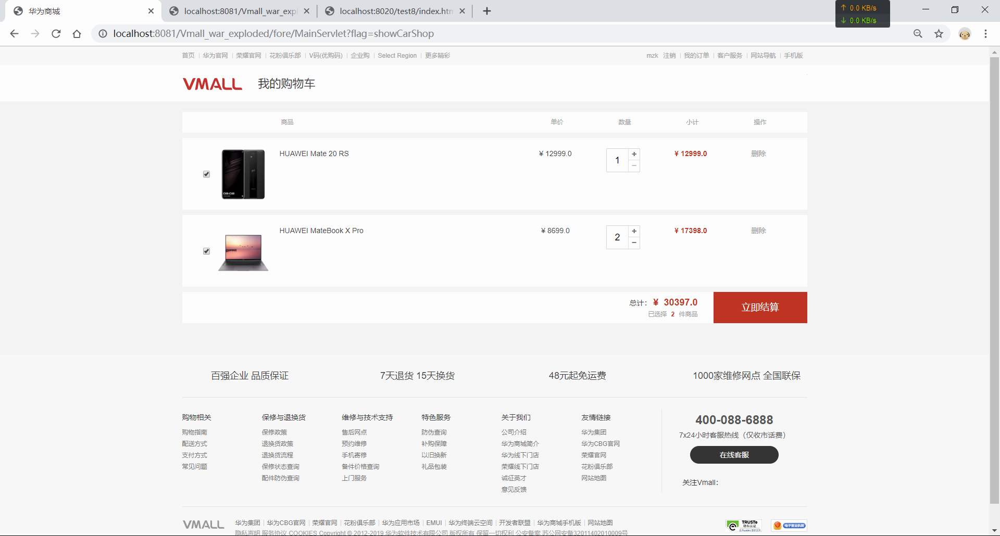 华为商城
localhost:8081/Vmall_war_expl
localhost:8020/test8/index.htm
↑ 0.0 KB/s
↓ 0.0 KB/s
localhost:8081/Vmall_war_exploded/fore/MainServlet?flag=showCarShop
首页 华为官网 荣耀官网 花粉俱乐部 V码(优购码) 企业购 Select Region 更多精彩 mzk 注销 我的订单 客户服务 网站导航 手机版
VMALL 我的购物车
商品 单价 数量 小计 操作
HUAWEI Mate 20 RS ¥ 12999.0 1 + − ¥ 12999.0 删除
HUAWEI MateBook X Pro ¥ 8699.0 2 + − ¥ 17398.0 删除
总计： ¥ 30397.0
已选择 2 件商品
立即结算
百强企业 品质保证 7天退货 15天换货 48元起免运费 1000家维修网点 全国联保
购物相关
购物指南
配送方式
支付方式
常见问题
保修与退换货
保修政策
退换货政策
退换货流程
保修状态查询
配件防伪查询
维修与技术支持
售后网点
预约维修
手机寄修
备件价格查询
上门服务
特色服务
防伪查询
补购保障
以旧换新
礼品包装
关于我们
公司介绍
华为商城简介
华为线下门店
荣耀线下门店
诚征英才
意见反馈
友情链接
华为集团
华为CBG官网
荣耀官网
花粉俱乐部
网站地图
400-088-6888
7x24小时客服热线（仅收市话费）
在线客服
关注Vmall：
VMALL 华为集团 华为CBG官网 荣耀官网 花粉俱乐部 华为应用市场 EMUI 华为终端云空间 开发者联盟 华为商城手机版 网站地图
隐私声明 服务协议 COOKIES Copyright © 2012-2019 华为软件技术有限公司 版权所有 保留一切权利 公安备案 苏公网安备32011402010009号
TRUSTe
隐私认证
电子营业执照